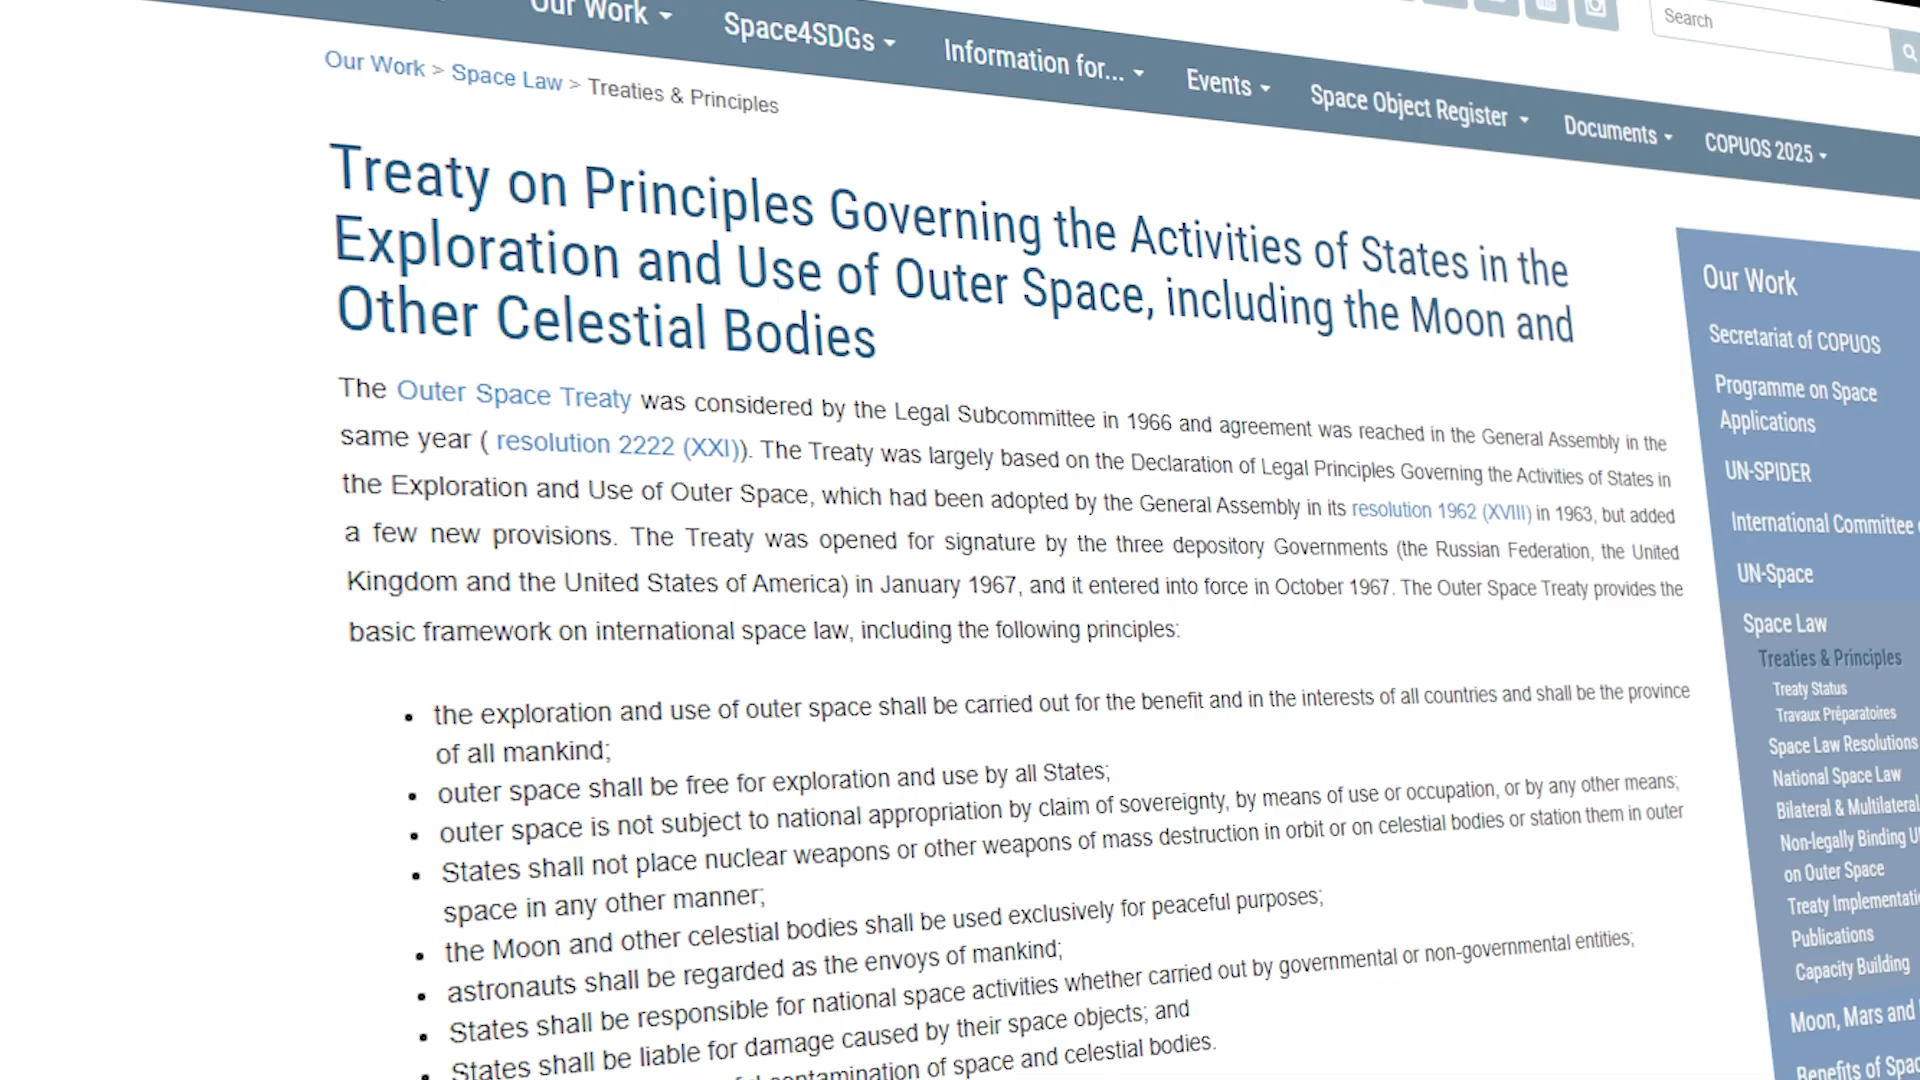 Our Work
Space4SDGs
Information for...
Events
Space Object Register
Documents
COPUOS 2025
Search
Our Work > Space Law > Treaties & Principles
Treaty on Principles Governing the Activities of States in the
Exploration and Use of Outer Space, including the Moon and
Other Celestial Bodies
The Outer Space Treaty was considered by the Legal Subcommittee in 1966 and agreement was reached in the General Assembly in the
same year ( resolution 2222 (XXI)). The Treaty was largely based on the Declaration of Legal Principles Governing the Activities of States in
the Exploration and Use of Outer Space, which had been adopted by the General Assembly in its resolution 1962 (XVIII) in 1963, but added
a few new provisions. The Treaty was opened for signature by the three depository Governments (the Russian Federation, the United
Kingdom and the United States of America) in January 1967, and it entered into force in October 1967. The Outer Space Treaty provides the
basic framework on international space law, including the following principles:
• the exploration and use of outer space shall be carried out for the benefit and in the interests of all countries and shall be the province
of all mankind;
• outer space shall be free for exploration and use by all States;
• outer space is not subject to national appropriation by claim of sovereignty, by means of use or occupation, or by any other means;
• States shall not place nuclear weapons or other weapons of mass destruction in orbit or on celestial bodies or station them in outer
space in any other manner;
• the Moon and other celestial bodies shall be used exclusively for peaceful purposes;
• astronauts shall be regarded as the envoys of mankind;
• States shall be responsible for national space activities whether carried out by governmental or non-governmental entities;
• States shall be liable for damage caused by their space objects; and
contamination of space and celestial bodies.
Our Work
Secretariat of COPUOS
Programme on Space
Applications
UN-SPIDER
International Committee
UN-Space
Space Law
Treaties & Principles
Treaty Status
Travaux Préparatoires
Space Law Resolutions
National Space Law
Bilateral & Multilateral
Non-legally Binding
on Outer Space
Treaty
Publications
Capacity Building
Moon, Mars and
Benefits of